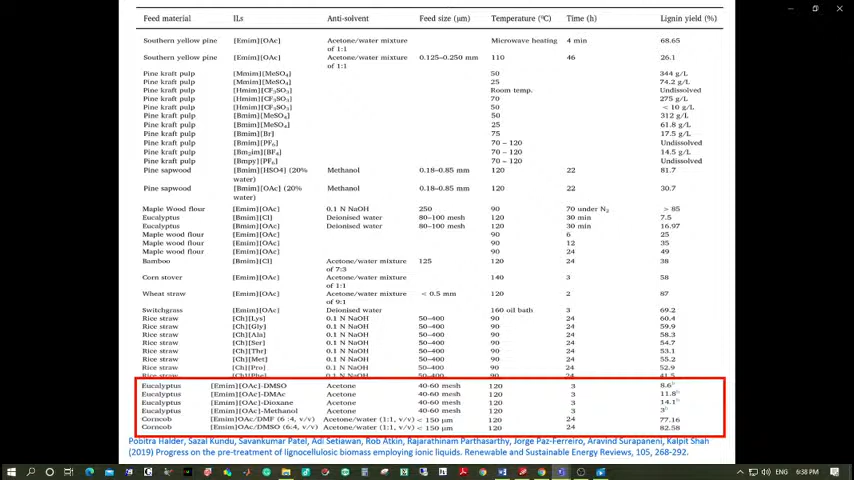 Feed material ILs Anti-solvent Feed size (μm) Temperature (⁰C) Time (h) Lignin yield (%)
Southern yellow pine [Emim][OAc] Acetone/water mixture of 1:1 Microwave heating 4 min 68.65
Southern yellow pine [Emim][OAc] Acetone/water mixture of 1:1 0.125–0.250 mm 110 46 26.1
Pine kraft pulp [Mmim][MeSO₄] 50 344 g/L
Pine kraft pulp [Mmim][MeSO₄] 25 74.2 g/L
Pine kraft pulp [Hmim][CF₃SO₃] Room temp. Undissolved
Pine kraft pulp [Hmim][CF₃SO₃] 70 275 g/L
Pine kraft pulp [Hmim][CF₃SO₃] 50 < 10 g/L
Pine kraft pulp [Bmim][MeSO₄] 50 312 g/L
Pine kraft pulp [Bmim][MeSO₄] 25 61.8 g/L
Pine kraft pulp [Bmim][Br] 75 17.5 g/L
Pine kraft pulp [Bmim][PF₆] 70 – 120 Undissolved
Pine kraft pulp [Bm₂im][BF₄] 70 – 120 14.5 g/L
Pine kraft pulp [Bmpy][PF₆] 70 – 120 Undissolved
Pine sapwood [Bmim][HSO4] (20% water) Methanol 0.18–0.85 mm 120 22 81.7
Pine sapwood [Bmim][OAc] (20% water) Methanol 0.18–0.85 mm 120 22 30.7
Maple Wood flour [Emim][OAc] 0.1 N NaOH 250 90 70 under N₂ > 85
Eucalyptus [Bmim][Cl] Deionised water 80–100 mesh 120 30 min 7.5
Eucalyptus [Bmim][OAc] Deionised water 80–100 mesh 120 30 min 16.97
Maple wood flour [Emim][OAc] 90 6 25
Maple wood flour [Emim][OAc] 90 12 35
Maple wood flour [Emim][OAc] 90 24 49
Bamboo [Bmim][Cl] Acetone/water mixture of 7:3 125 120 24 38
Corn stover [Emim][OAc] Acetone/water mixture of 1:1 140 3 58
Wheat straw [Emim][OAc] Acetone/water mixture of 9:1 < 0.5 mm 120 2 87
Switchgrass [Emim][OAc] Deionised water 160 oil bath 3 69.2
Rice straw [Ch][Lys] 0.1 N NaOH 50–400 90 24 60.4
Rice straw [Ch][Gly] 0.1 N NaOH 50–400 90 24 59.9
Rice straw [Ch][Ala] 0.1 N NaOH 50–400 90 24 58.3
Rice straw [Ch][Ser] 0.1 N NaOH 50–400 90 24 54.7
Rice straw [Ch][Thr] 0.1 N NaOH 50–400 90 24 53.1
Rice straw [Ch][Met] 0.1 N NaOH 50–400 90 24 55.2
Rice straw [Ch][Pro] 0.1 N NaOH 50–400 90 24 52.9
Rice straw [Ch][Phe] 0.1 N NaOH 50–400 90 24 41.5
Eucalyptus [Emim][OAc]-DMSO Acetone 40-60 mesh 120 3 8.6ᵇ
Eucalyptus [Emim][OAc]-DMAc Acetone 40-60 mesh 120 3 11.8ᵇ
Eucalyptus [Emim][OAc]-Dioxane Acetone 40-60 mesh 120 3 14.1ᵇ
Eucalyptus [Emim][OAc]-Methanol Acetone 40-60 mesh 120 3 3ᵇ
Corncob [Emim]OAc/DMF (6 :4, v/v) Acetone/water (1:1, v/v) < 150 μm 120 24 77.16
Corncob [Emim]OAc/DMSO (6:4, v/v) Acetone/water (1:1, v/v) < 150 μm 120 24 82.58
Pobitra Halder, Sazal Kundu, Savankumar Patel, Adi Setiawan, Rob Atkin, Rajarathinam Parthasarthy, Jorge Paz-Ferreiro, Aravind Surapaneni, Kalpit Shah
(2019) Progress on the pre-treatment of lignocellulosic biomass employing ionic liquids. Renewable and Sustainable Energy Reviews, 105, 268-292.
ENG 6:38 PM